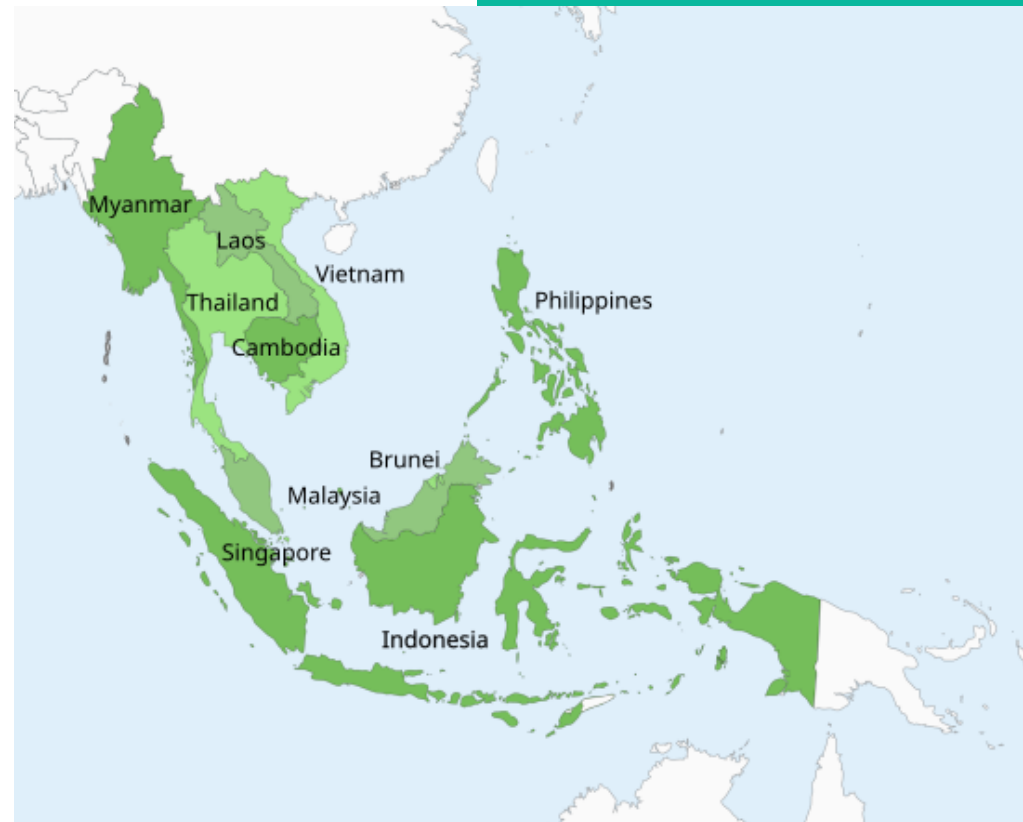 Myanmar
Laos
Vietnam
Thailand
Philippines
Cambodia
Brunei
Malaysia
Singapore
Indonesia